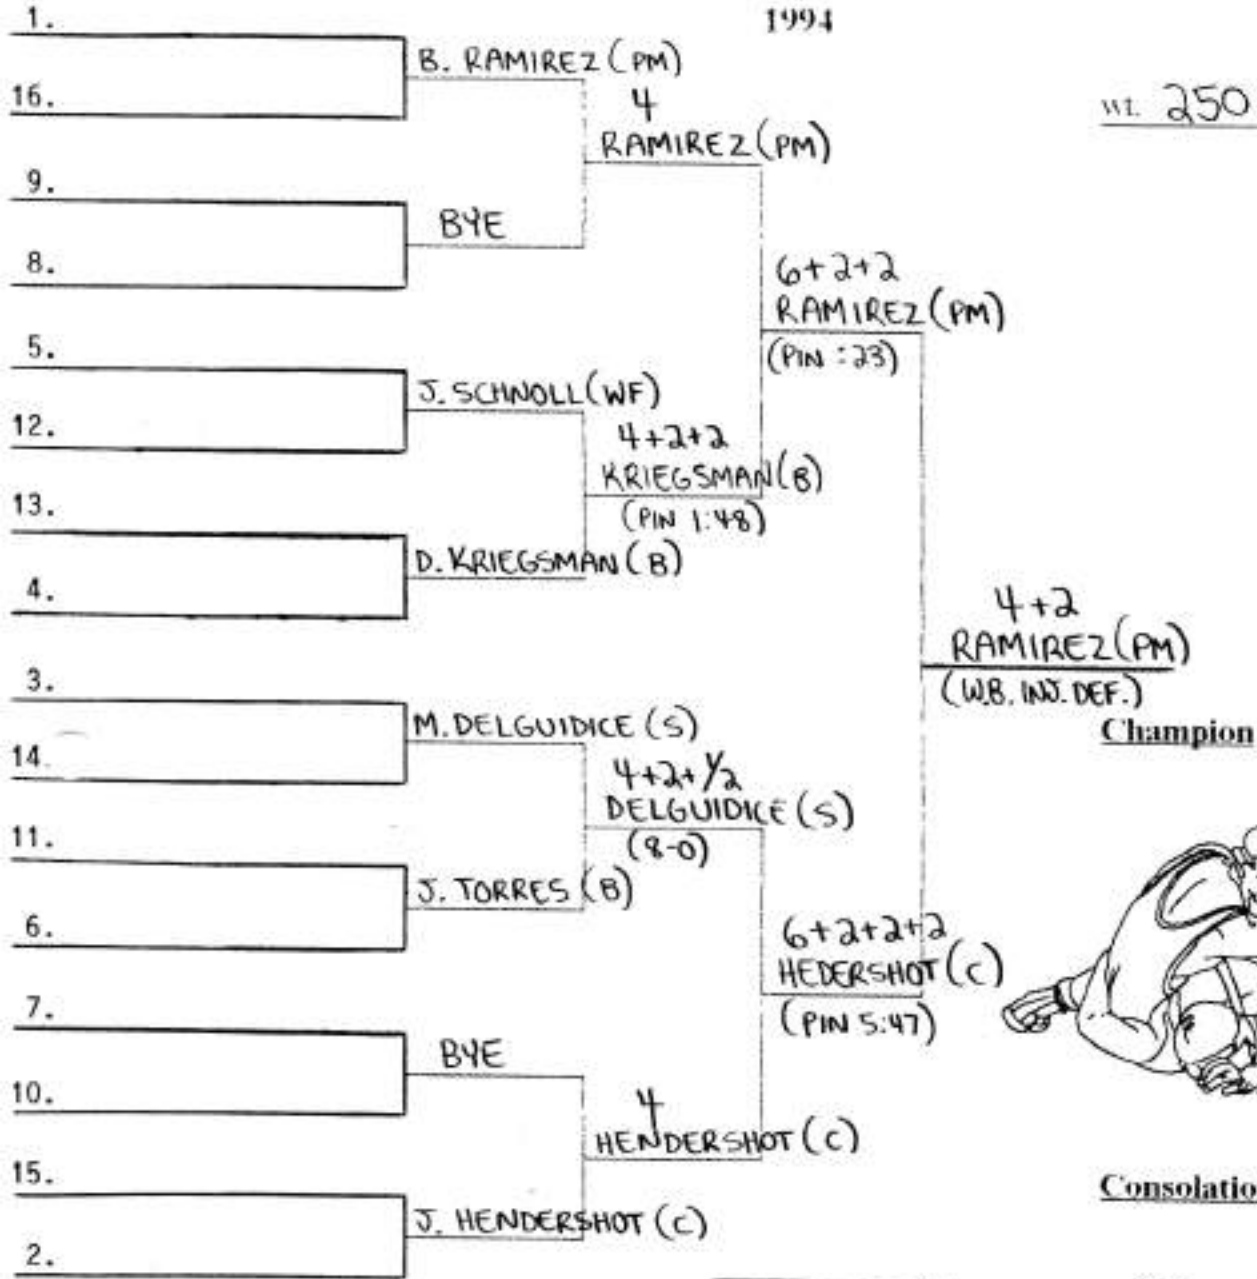 1994
WT. 250
1.
B. RAMIREZ (PM)
16.
4
RAMIREZ (PM)
9.
BYE
8.
6+2+2
RAMIREZ (PM)
(PIN :23)
5.
J. SCHNOLL (WF)
12.
4+2+2
KRIEGSMAN (B)
(PIN 1:48)
13.
D. KRIEGSMAN (B)
4.
4+2
RAMIREZ (PM)
(W.B. INJ. DEF.)
Champion
3.
M. DELGUIDICE (S)
14.
4+2+1/2
DELGUIDICE (S)
(8-0)
11.
J. TORRES (B)
6.
6+2+2+2
HEDERSHOT (C)
(PIN 5:47)
7.
BYE
10.
4
HENDERSHOT (C)
15.
J. HENDERSHOT (C)
2.
Consolatio